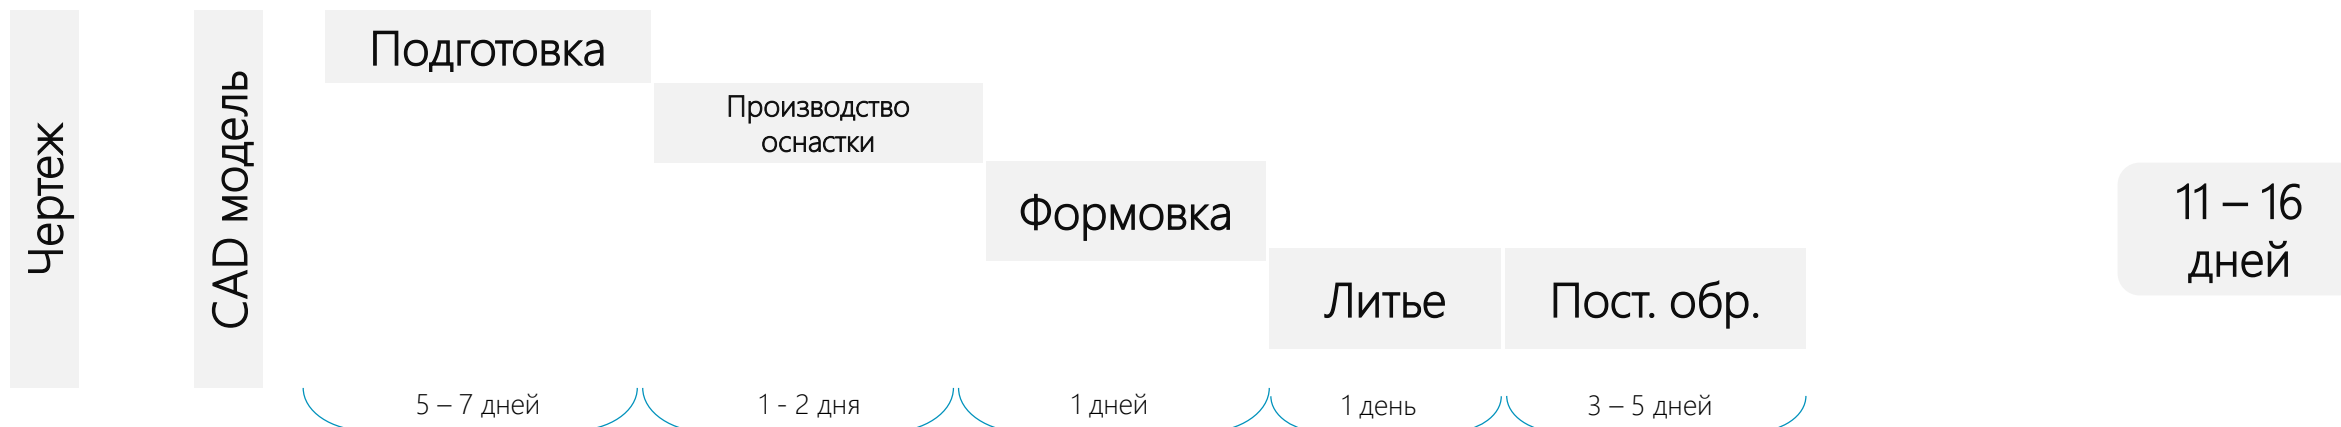 Чертеж
CAD модель
Подготовка
Производство
оснастки
Формовка
Литье
Пост. обр.
11 – 16
дней
5 – 7 дней
1 - 2 дня
1 дней
1 день
3 – 5 дней